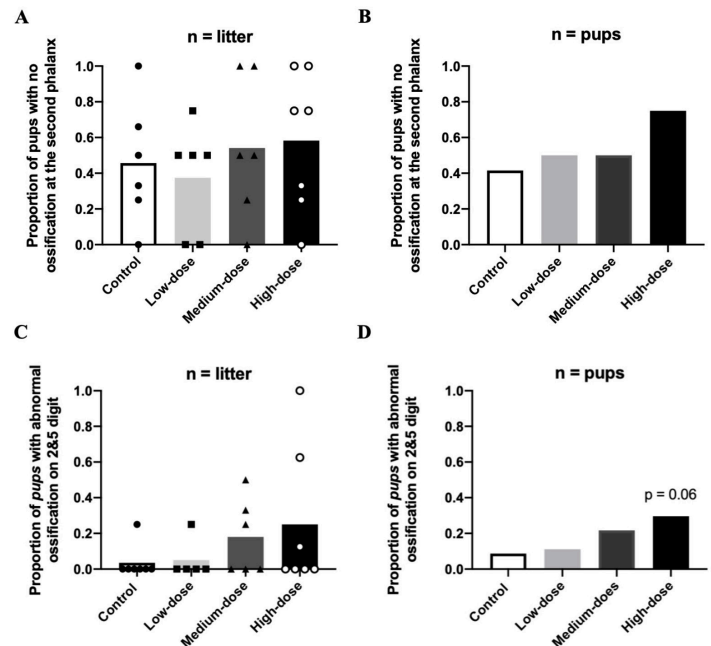 A
n = litter
Proportion of pups with no
ossification at the second phalanx
1.0
0.8
0.6
0.4
0.2
0.0
Control
Low-dose
Medium-dose
High-dose
B
n = pups
Proportion of pups with no
ossification at the second phalanx
1.0
0.8
0.6
0.4
0.2
0.0
Control
Low-dose
Medium-dose
High-dose
C
n = litter
Proportion of pups with abnormal
ossification on 2&5 digit
1.0
0.8
0.6
0.4
0.2
0.0
Control
Low-dose
Medium-dose
High-dose
D
n = pups
Proportion of pups with abnormal
ossification on 2&5 digit
1.0
0.8
0.6
0.4
0.2
0.0
p = 0.06
Control
Low-dose
Medium-does
High-dose